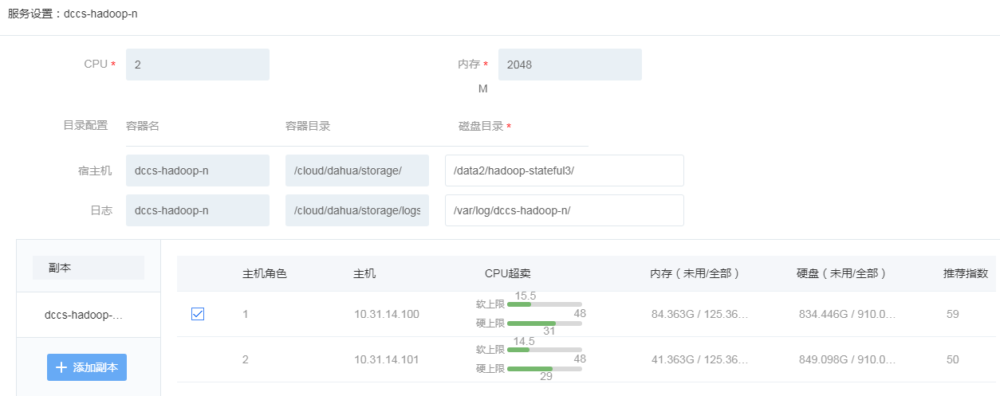 服务设置：dccs-hadoop-n
CPU * 2 内存 * 2048
M
目录配置 容器名 容器目录 磁盘目录 *
宿主机 dccs-hadoop-n /cloud/dahua/storage/ /data2/hadoop-stateful3/
日志 dccs-hadoop-n /cloud/dahua/storage/logs /var/log/dccs-hadoop-n/
副本
dccs-hadoop-...
+ 添加副本
主机角色 主机 CPU超卖 内存（未用/全部） 硬盘（未用/全部） 推荐指数
1 10.31.14.100 软上限 15.5 48 硬上限 31 84.363G / 125.36... 834.446G / 910.0... 59
2 10.31.14.101 软上限 14.5 48 硬上限 29 41.363G / 125.36... 849.098G / 910.0... 50